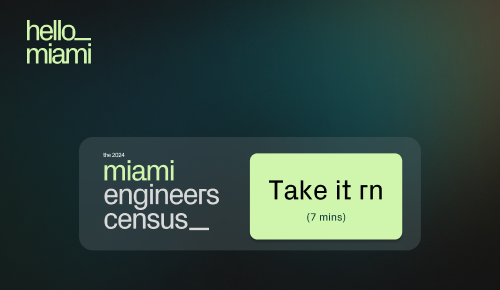 hello_
miami
the 2024
miami
engineers
census_
Take it rn
(7 mins)